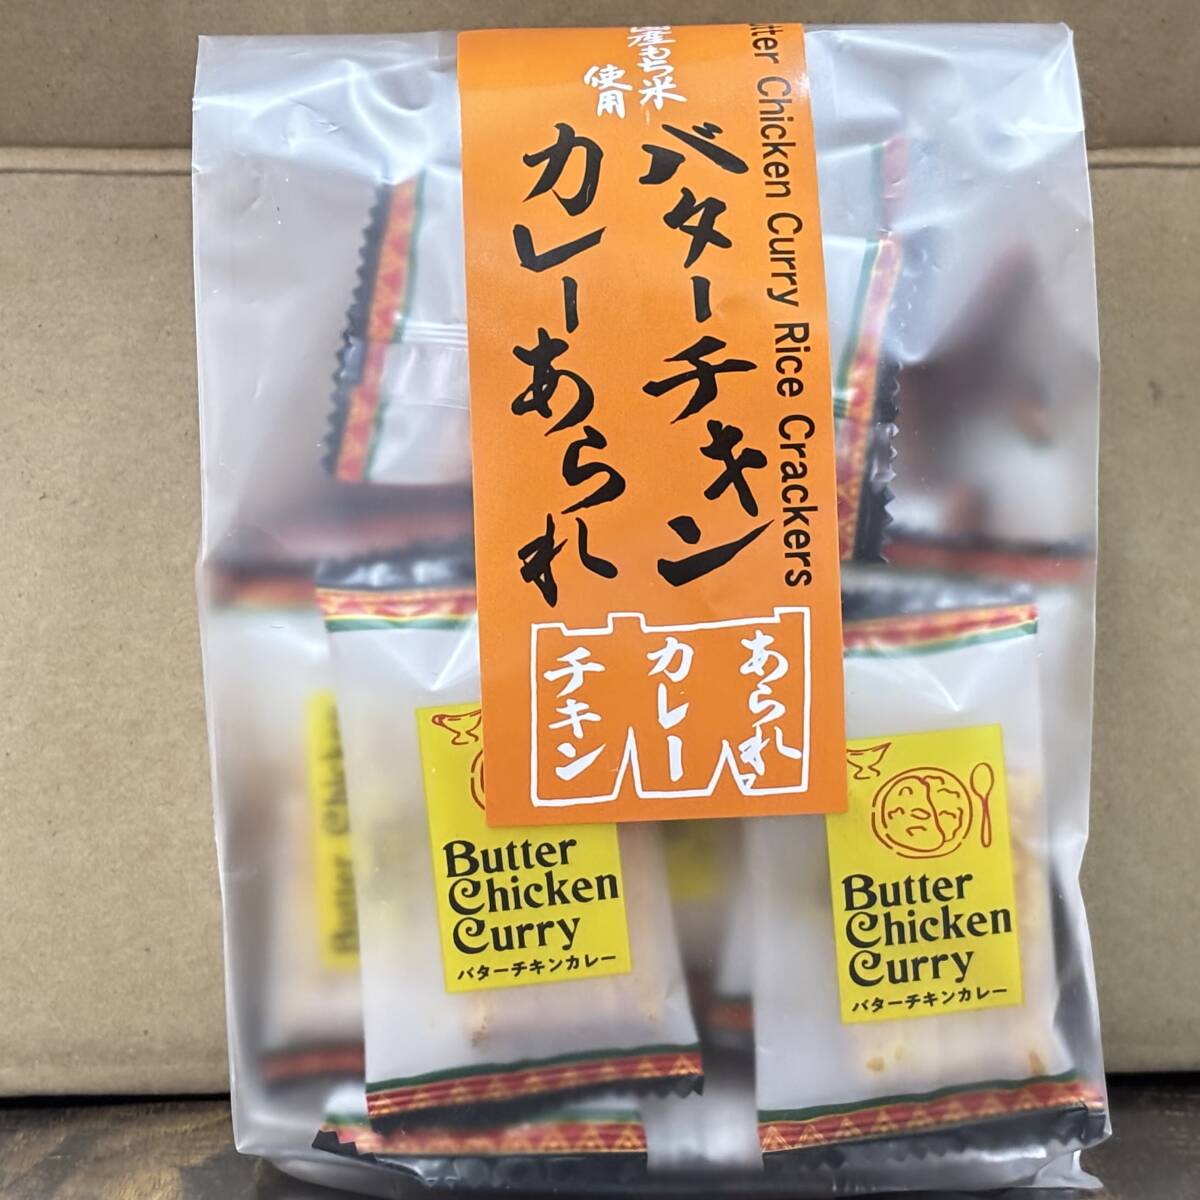 国産もち米
使用
バターチキン
カレーあられ
Butter Chicken Curry Rice Crackers
あられ
カレー
チキン
Butter
Chicken
Curry
バターチキンカレー
Butter
Chicken
Curry
バターチキンカレー
Butter Chicken